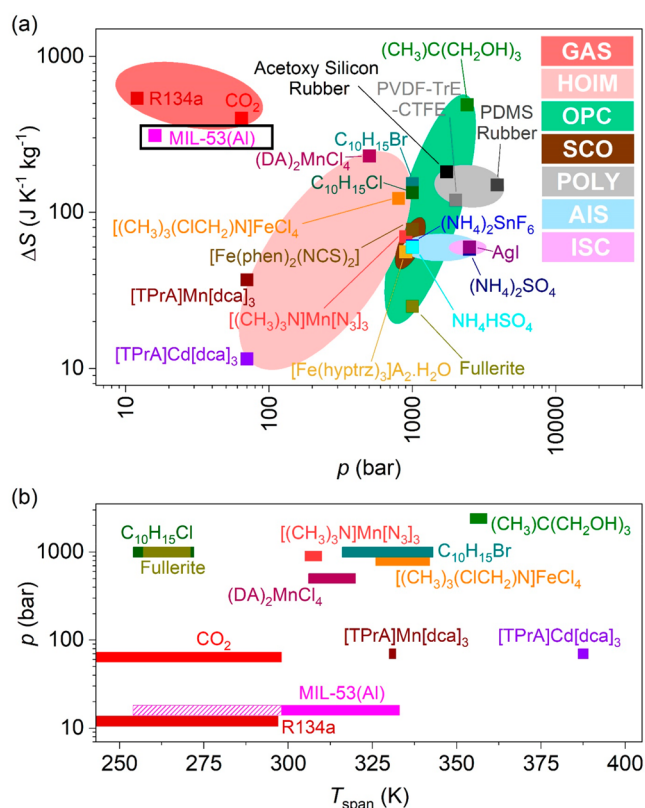 (a)
ΔS (J K⁻¹ kg⁻¹)
1000
100
10
(CH₃)C(CH₂OH)₃
Acetoxy Silicon
Rubber
PVDF-TrE
-CTFE
PDMS
Rubber
R134a
CO₂
MIL-53(Al)
C₁₀H₁₅Br
(DA)₂MnCl₄
C₁₀H₁₅Cl
[(CH₃)₃(ClCH₂)N]FeCl₄
(NH₄)₂SnF₆
[Fe(phen)₂(NCS)₂]
AgI
[TPrA]Mn[dca]₃
(NH₄)₂SO₄
[(CH₃)₃N]Mn[N₃]₃
NH₄HSO₄
[TPrA]Cd[dca]₃
[Fe(hyptrz)₃]A₂.H₂O
Fullerite
GAS
HOIM
OPC
SCO
POLY
AIS
ISC
10 100 1000 10000
p (bar)
(b)
p (bar)
1000
100
10
C₁₀H₁₅Cl
Fullerite
[(CH₃)₃N]Mn[N₃]₃
(CH₃)C(CH₂OH)₃
C₁₀H₁₅Br
(DA)₂MnCl₄
[(CH₃)₃(ClCH₂)N]FeCl₄
CO₂
[TPrA]Mn[dca]₃
[TPrA]Cd[dca]₃
MIL-53(Al)
R134a
250 275 300 325 350 375 400
Tspan (K)